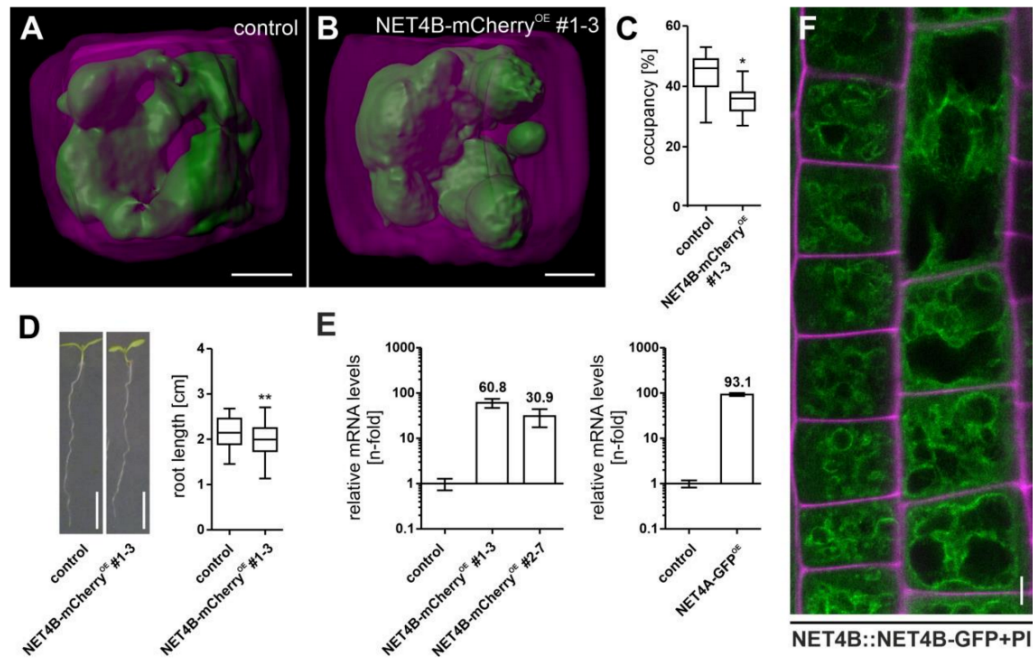 A
control
B
NET4B-mCherry^OE #1-3
C
occupancy [%]
60
40
20
0
*
control
NET4B-mCherry^OE
#1-3
F
D
control
NET4B-mCherry^OE #1-3
root length [cm]
4
3
2
1
0
**
control
NET4B-mCherry^OE #1-3
E
relative mRNA levels
[n-fold]
1000
100
10
1
0.1
60.8
30.9
control
NET4B-mCherry^OE #1-3
NET4B-mCherry^OE #2-7
relative mRNA levels
[n-fold]
1000
100
10
1
0.1
93.1
control
NET4A-GFP^OE
NET4B::NET4B-GFP+PI